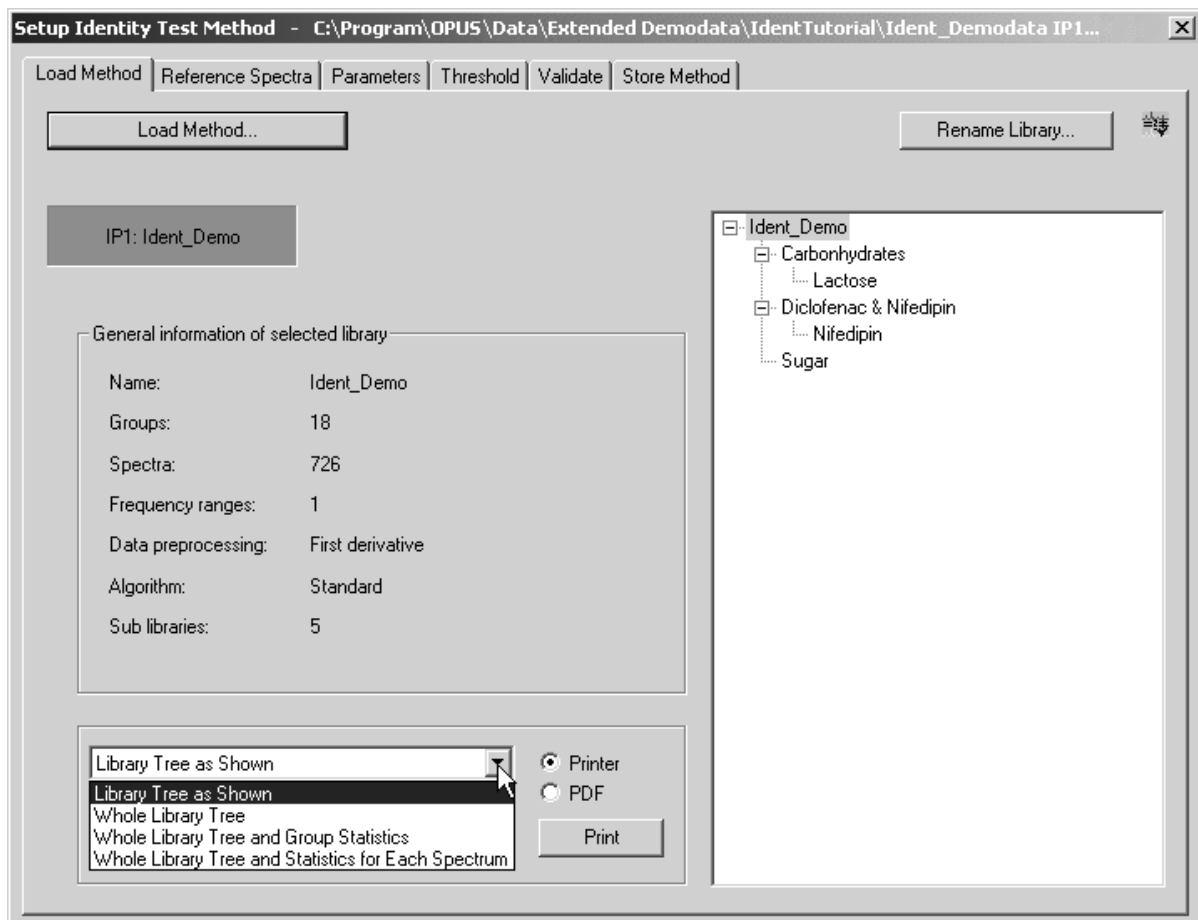 Setup Identity Test Method - C:\Program\OPUS\Data\Extended Demodata\IdentTutorial\Ident_Demodata IP1...
Load Method Reference Spectra Parameters Threshold Validate Store Method
Load Method...
Rename Library...
IP1: Ident_Demo
General information of selected library
Name: Ident_Demo
Groups: 18
Spectra: 726
Frequency ranges: 1
Data preprocessing: First derivative
Algorithm: Standard
Sub libraries: 5
Library Tree as Shown
Library Tree as Shown
Whole Library Tree
Whole Library Tree and Group Statistics
Whole Library Tree and Statistics for Each Spectrum
Printer
PDF
Print
Ident_Demo
Carbonhydrates
Lactose
Diclofenac & Nifedipin
Nifedipin
Sugar